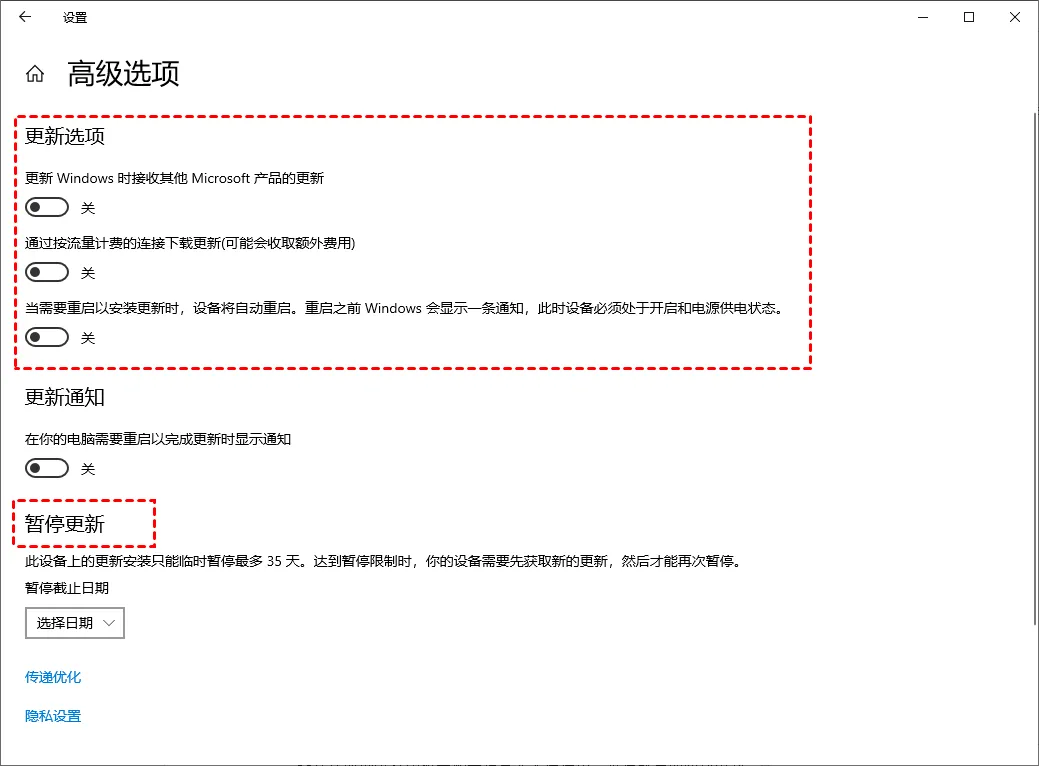 设置
高级选项
更新选项
更新 Windows 时接收其他 Microsoft 产品的更新
关
通过按流量计费的连接下载更新(可能会收取额外费用)
关
当需要重启以安装更新时，设备将自动重启。重启之前 Windows 会显示一条通知，此时设备必须处于开启和电源供电状态。
关
更新通知
在你的电脑需要重启以完成更新时显示通知
关
暂停更新
此设备上的更新安装只能临时暂停最多 35 天。达到暂停限制时，你的设备需要先获取新的更新，然后才能再次暂停。
暂停截止日期
选择日期
传递优化
隐私设置